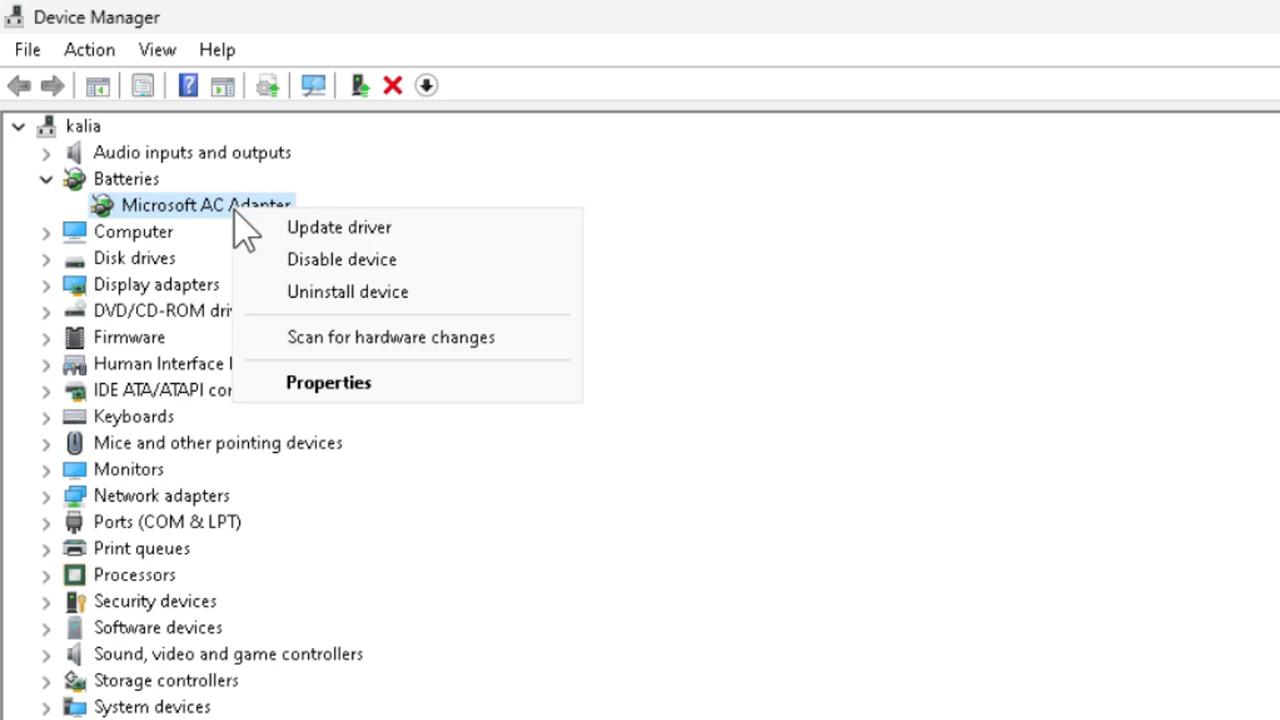 Device Manager
File Action View Help
kalia
Audio inputs and outputs
Batteries
Microsoft AC Adapter
Update driver
Disable device
Uninstall device
Scan for hardware changes
Properties
Computer
Disk drives
Display adapters
DVD/CD-ROM dri
Firmware
Human Interface
IDE ATA/ATAPI co
Keyboards
Mice and other pointing devices
Monitors
Network adapters
Ports (COM & LPT)
Print queues
Processors
Security devices
Software devices
Sound, video and game controllers
Storage controllers
System devices